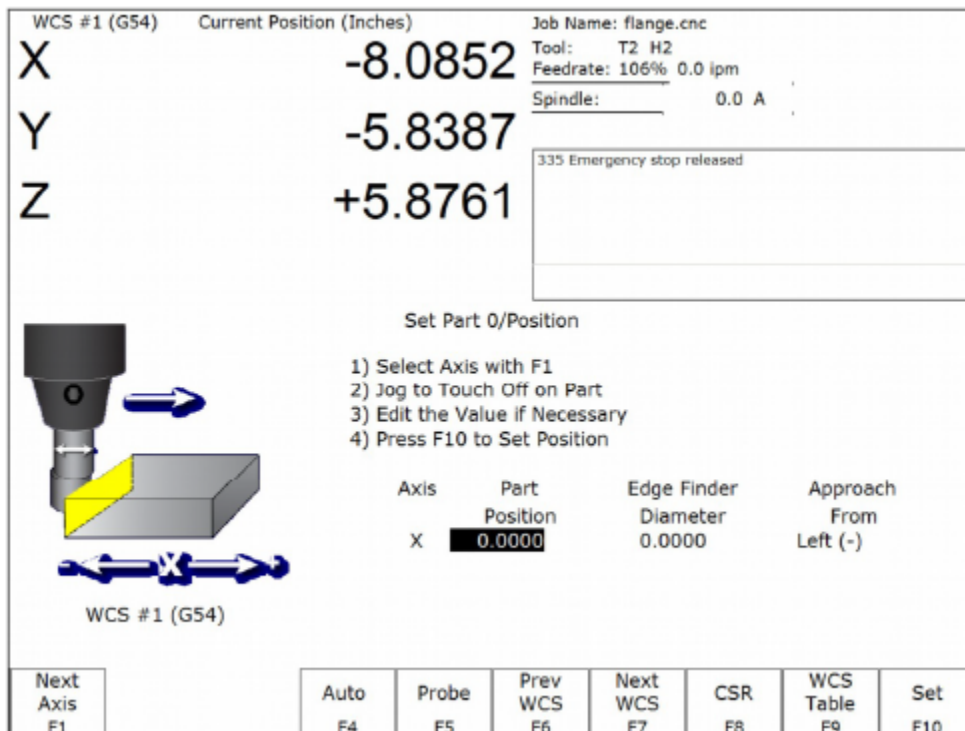 WCS #1 (G54) Current Position (Inches)
X -8.0852
Y -5.8387
Z +5.8761
Job Name: flange.cnc
Tool: T2 H2
Feedrate: 106% 0.0 ipm
Spindle: 0.0 A
335 Emergency stop released
Set Part 0/Position
1) Select Axis with F1
2) Jog to Touch Off on Part
3) Edit the Value if Necessary
4) Press F10 to Set Position
Axis Part Edge Finder Approach
Position Diameter From
X 0.0000 0.0000 Left (-)
- X +
WCS #1 (G54)
Next Axis F1
Auto F4
Probe F5
Prev WCS F6
Next WCS F7
CSR F8
WCS Table F9
Set F10